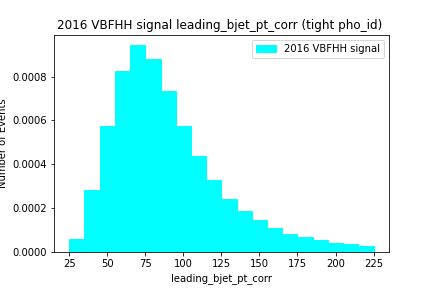 2016 VBFHH signal leading_bjet_pt_corr (tight pho_id)
2016 VBFHH signal
0.0008
0.0006
0.0004
0.0002
0.0000
Number of Events
25 50 75 100 125 150 175 200 225
leading_bjet_pt_corr